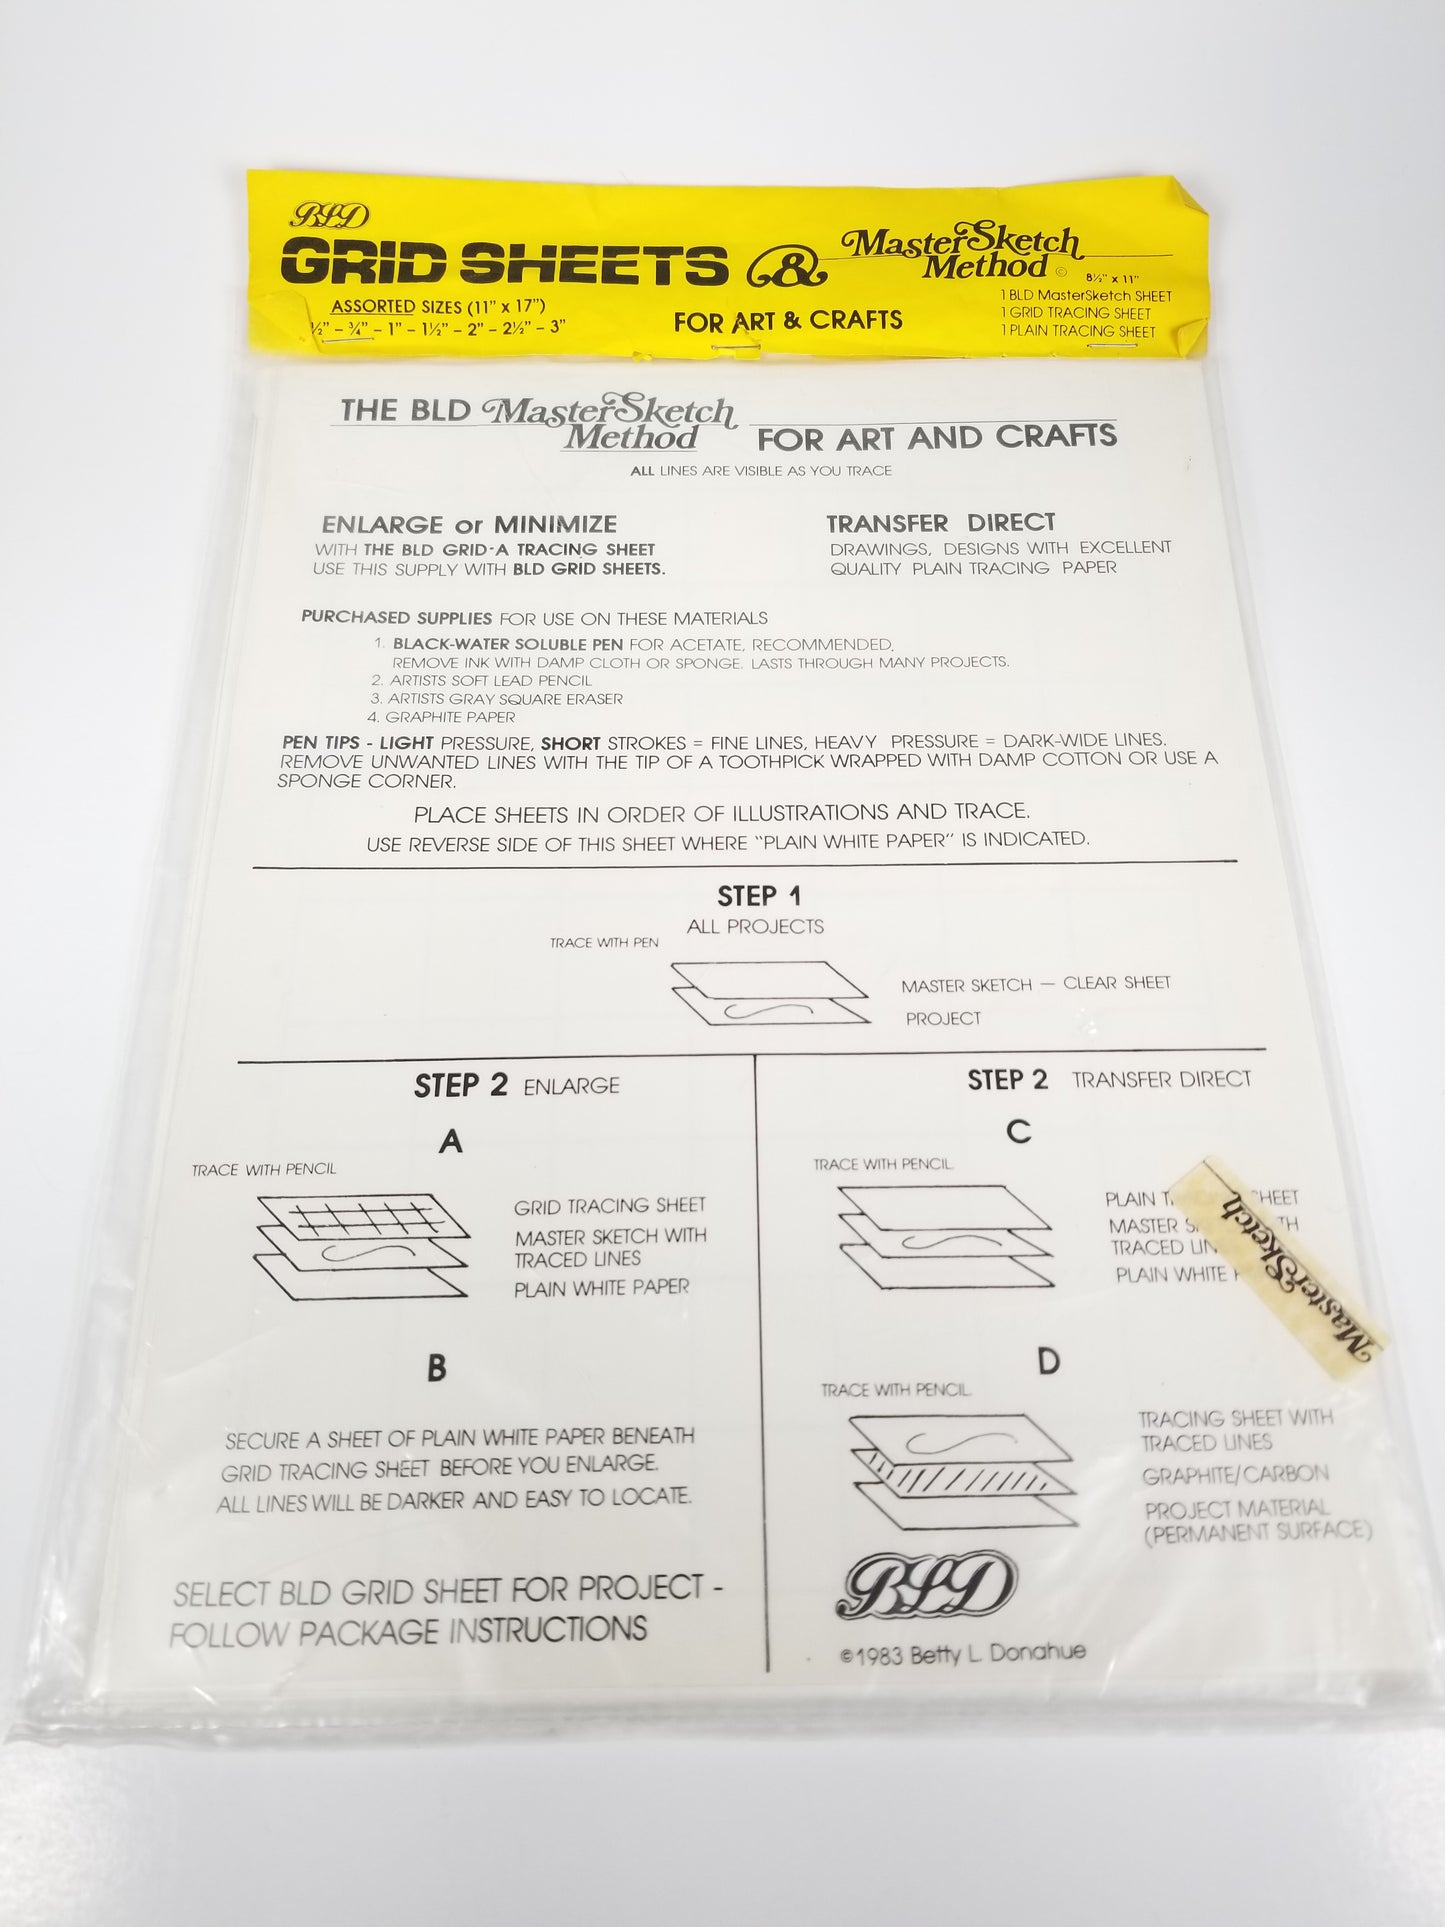 BLD
GRID SHEETS & MasterSketch Method ©
ASSORTED SIZES (11" x 17")
½" – ¾" – 1" – 1½" – 2" – 2½" – 3"
FOR ART & CRAFTS
8½" x 11"
1 BLD MasterSketch SHEET
1 GRID TRACING SHEET
1 PLAIN TRACING SHEET
THE BLD MasterSketch Method FOR ART AND CRAFTS
ALL LINES ARE VISIBLE AS YOU TRACE
ENLARGE or MINIMIZE
WITH THE BLD GRID-A TRACING SHEET
USE THIS SUPPLY WITH BLD GRID SHEETS.
TRANSFER DIRECT
DRAWINGS, DESIGNS WITH EXCELLENT
QUALITY PLAIN TRACING PAPER
PURCHASED SUPPLIES FOR USE ON THESE MATERIALS
1. BLACK-WATER SOLUBLE PEN FOR ACETATE, RECOMMENDED.
REMOVE INK WITH DAMP CLOTH OR SPONGE. LASTS THROUGH MANY PROJECTS.
2. ARTISTS SOFT LEAD PENCIL
3. ARTISTS GRAY SQUARE ERASER
4. GRAPHITE PAPER
PEN TIPS - LIGHT PRESSURE, SHORT STROKES = FINE LINES, HEAVY PRESSURE = DARK-WIDE LINES.
REMOVE UNWANTED LINES WITH THE TIP OF A TOOTHPICK WRAPPED WITH DAMP COTTON OR USE A
SPONGE CORNER.
PLACE SHEETS IN ORDER OF ILLUSTRATIONS AND TRACE.
USE REVERSE SIDE OF THIS SHEET WHERE "PLAIN WHITE PAPER" IS INDICATED.
STEP 1
ALL PROJECTS
TRACE WITH PEN
MASTER SKETCH — CLEAR SHEET
PROJECT
STEP 2 ENLARGE
A
TRACE WITH PENCIL
GRID TRACING SHEET
MASTER SKETCH WITH
TRACED LINES
PLAIN WHITE PAPER
B
SECURE A SHEET OF PLAIN WHITE PAPER BENEATH
GRID TRACING SHEET BEFORE YOU ENLARGE.
ALL LINES WILL BE DARKER AND EASY TO LOCATE.
SELECT BLD GRID SHEET FOR PROJECT -
FOLLOW PACKAGE INSTRUCTIONS
STEP 2 TRANSFER DIRECT
C
TRACE WITH PENCIL
PLAIN SHEET
MASTER
TRACED
PLAIN WHITE
MasterSketch
D
TRACE WITH PENCIL
TRACING SHEET WITH
TRACED LINES
GRAPHITE/CARBON
PROJECT MATERIAL
(PERMANENT SURFACE)
BLD
©1983 Betty L. Donahue